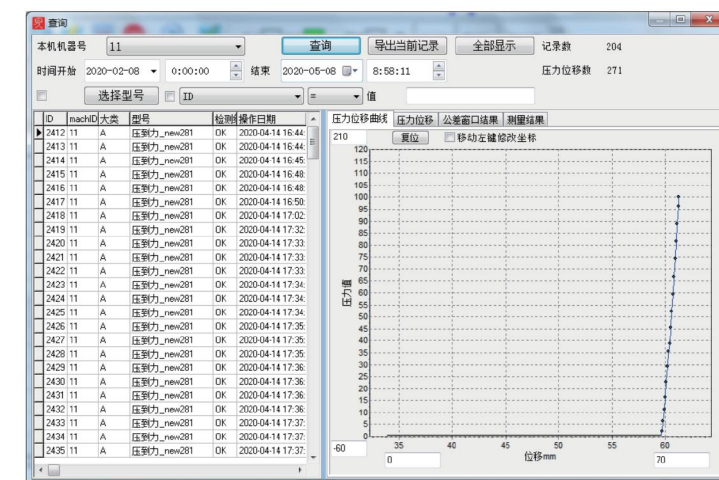 查询
本机机器号 11 查询 导出当前记录 全部显示 记录数 204
时间开始 2020-02-08 0:00:00 结束 2020-05-08 8:58:11 压力位移数 271
选择型号 ID = 值
ID machID 大类 型号 检测 操作日期
2412 11 A 压到力_new281 OK 2020-04-14 16:44:
2413 11 A 压到力_new281 OK 2020-04-14 16:44:
2414 11 A 压到力_new281 OK 2020-04-14 16:45:
2415 11 A 压到力_new281 OK 2020-04-14 16:48:
2416 11 A 压到力_new281 OK 2020-04-14 16:48:
2417 11 A 压到力_new281 OK 2020-04-14 16:50:
2418 11 A 压到力_new281 OK 2020-04-14 17:02:
2419 11 A 压到力_new281 OK 2020-04-14 17:32:
2420 11 A 压到力_new281 OK 2020-04-14 17:33:
2421 11 A 压到力_new281 OK 2020-04-14 17:33:
2422 11 A 压到力_new281 OK 2020-04-14 17:33:
2423 11 A 压到力_new281 OK 2020-04-14 17:34:
2424 11 A 压到力_new281 OK 2020-04-14 17:34:
2425 11 A 压到力_new281 OK 2020-04-14 17:34:
2426 11 A 压到力_new281 OK 2020-04-14 17:35:
2427 11 A 压到力_new281 OK 2020-04-14 17:35:
2428 11 A 压到力_new281 OK 2020-04-14 17:35:
2429 11 A 压到力_new281 OK 2020-04-14 17:36:
2430 11 A 压到力_new281 OK 2020-04-14 17:36:
2431 11 A 压到力_new281 OK 2020-04-14 17:36:
2432 11 A 压到力_new281 OK 2020-04-14 17:36:
2433 11 A 压到力_new281 OK 2020-04-14 17:37:
2434 11 A 压到力_new281 OK 2020-04-14 17:37:
2435 11 A 压到力_new281 OK 2020-04-14 17:37:
压力位移曲线 压力位移 公差窗口结果 测量结果
210 复位 移动左键修改坐标
120
115
110
105
100
95
90
85
80
75
70
65
60
55
50
45
40
35
30
25
20
15
10
5
0
压力值
-60
35 40 45 50 55 60 65
位移mm
0 70